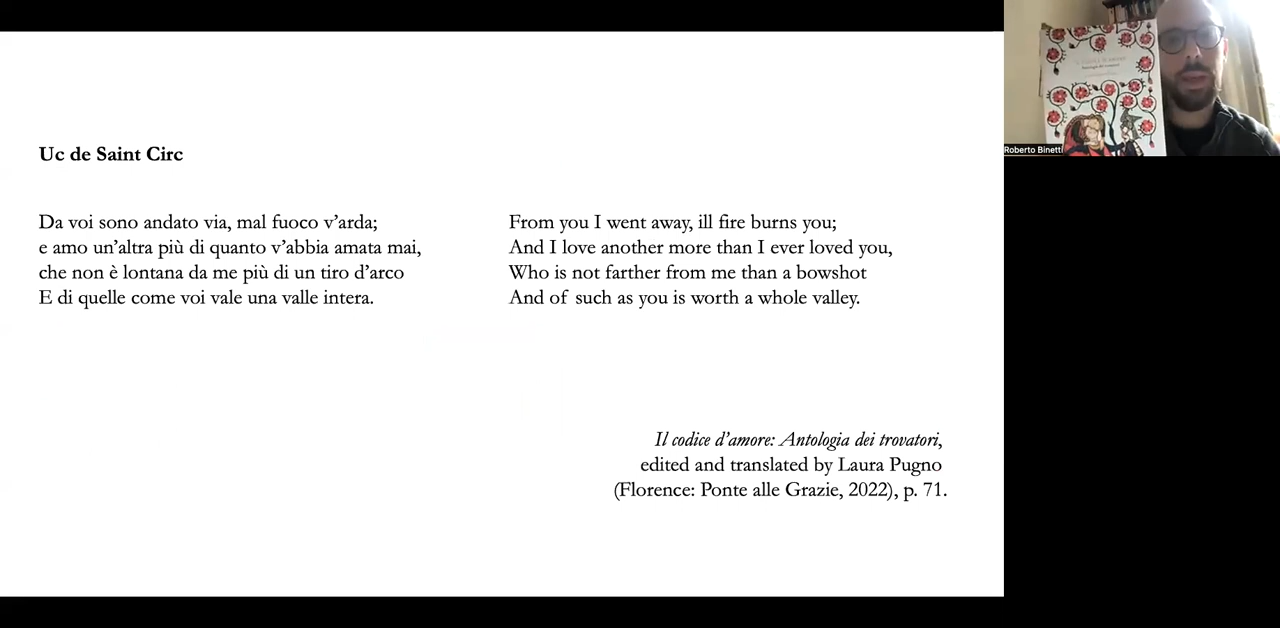 Uc de Saint Circ
Da voi sono andato via, mal fuoco v’arda;
e amo un’altra più di quanto v’abbia amata mai,
che non è lontana da me più di un tiro d’arco
E di quelle come voi vale una valle intera.
From you I went away, ill fire burns you;
And I love another more than I ever loved you,
Who is not farther from me than a bowshot
And of such as you is worth a whole valley.
Il codice d’amore: Antologia dei trovatori,
edited and translated by Laura Pugno
(Florence: Ponte alle Grazie, 2022), p. 71.
Roberto Binetti